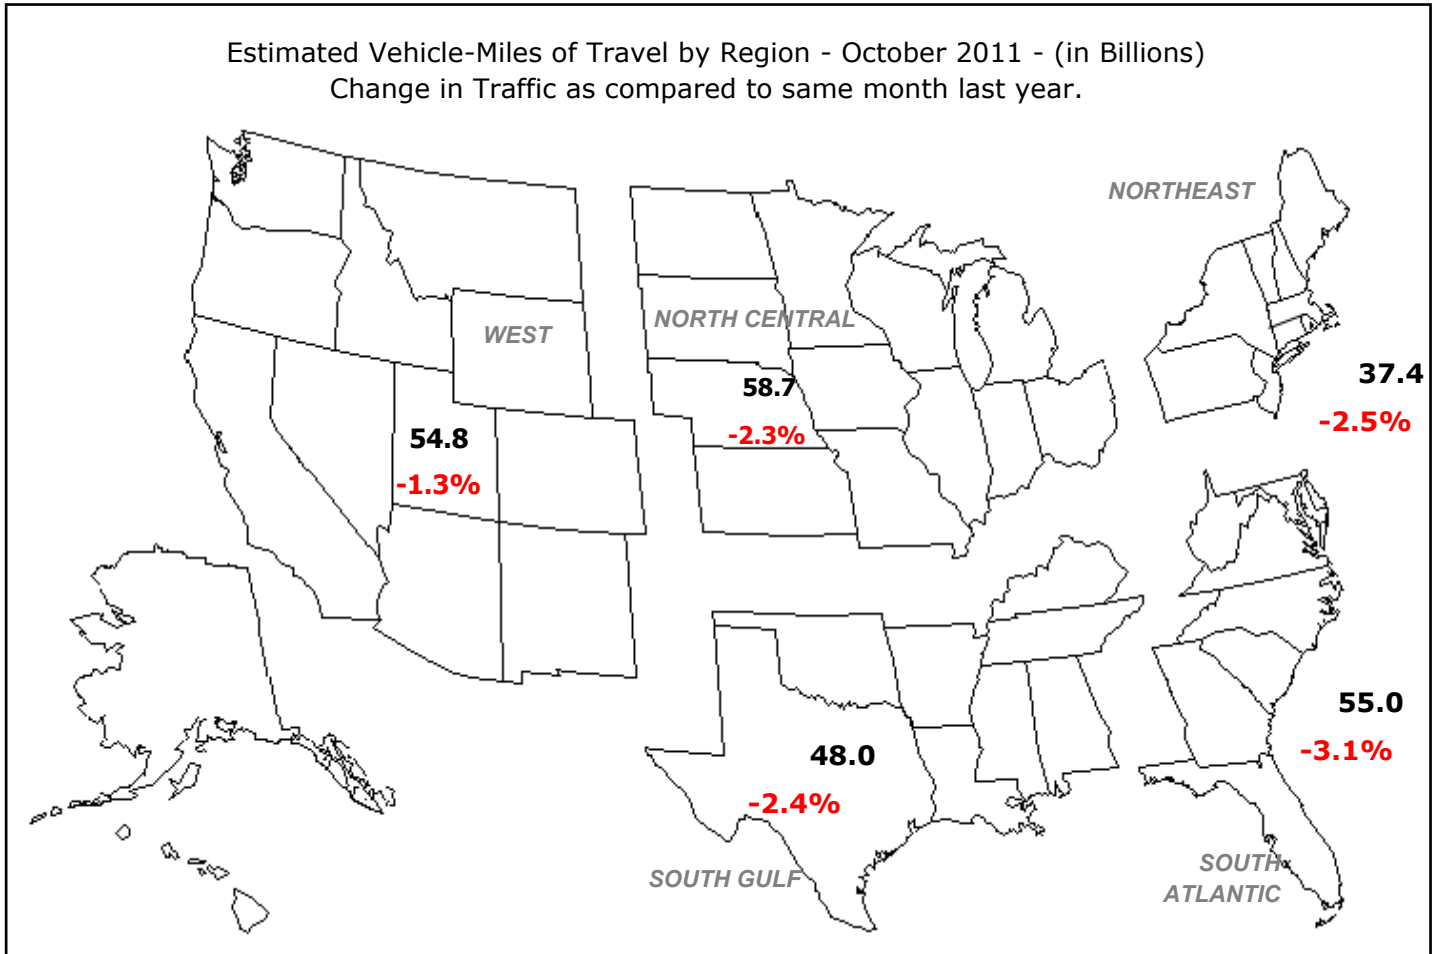 Estimated Vehicle-Miles of Travel by Region - October 2011 - (in Billions)
Change in Traffic as compared to same month last year.
NORTHEAST
WEST
NORTH CENTRAL
37.4
-2.5%
58.7
-2.3%
54.8
-1.3%
55.0
-3.1%
48.0
-2.4%
SOUTH GULF
SOUTH
ATLANTIC